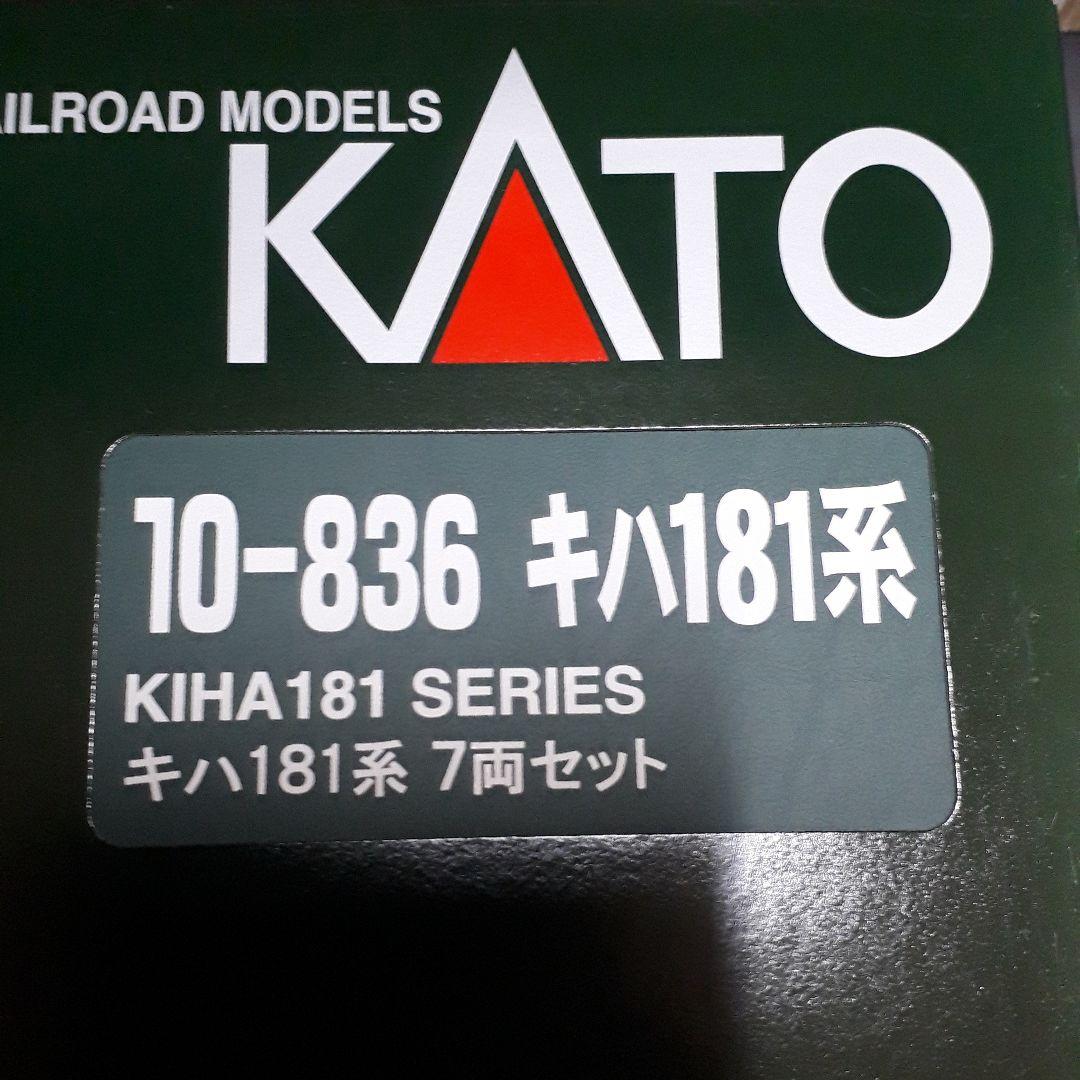 AILROAD MODELS
KATO
10-836 キハ181系
KIHA181 SERIES
キハ181系 7両セット